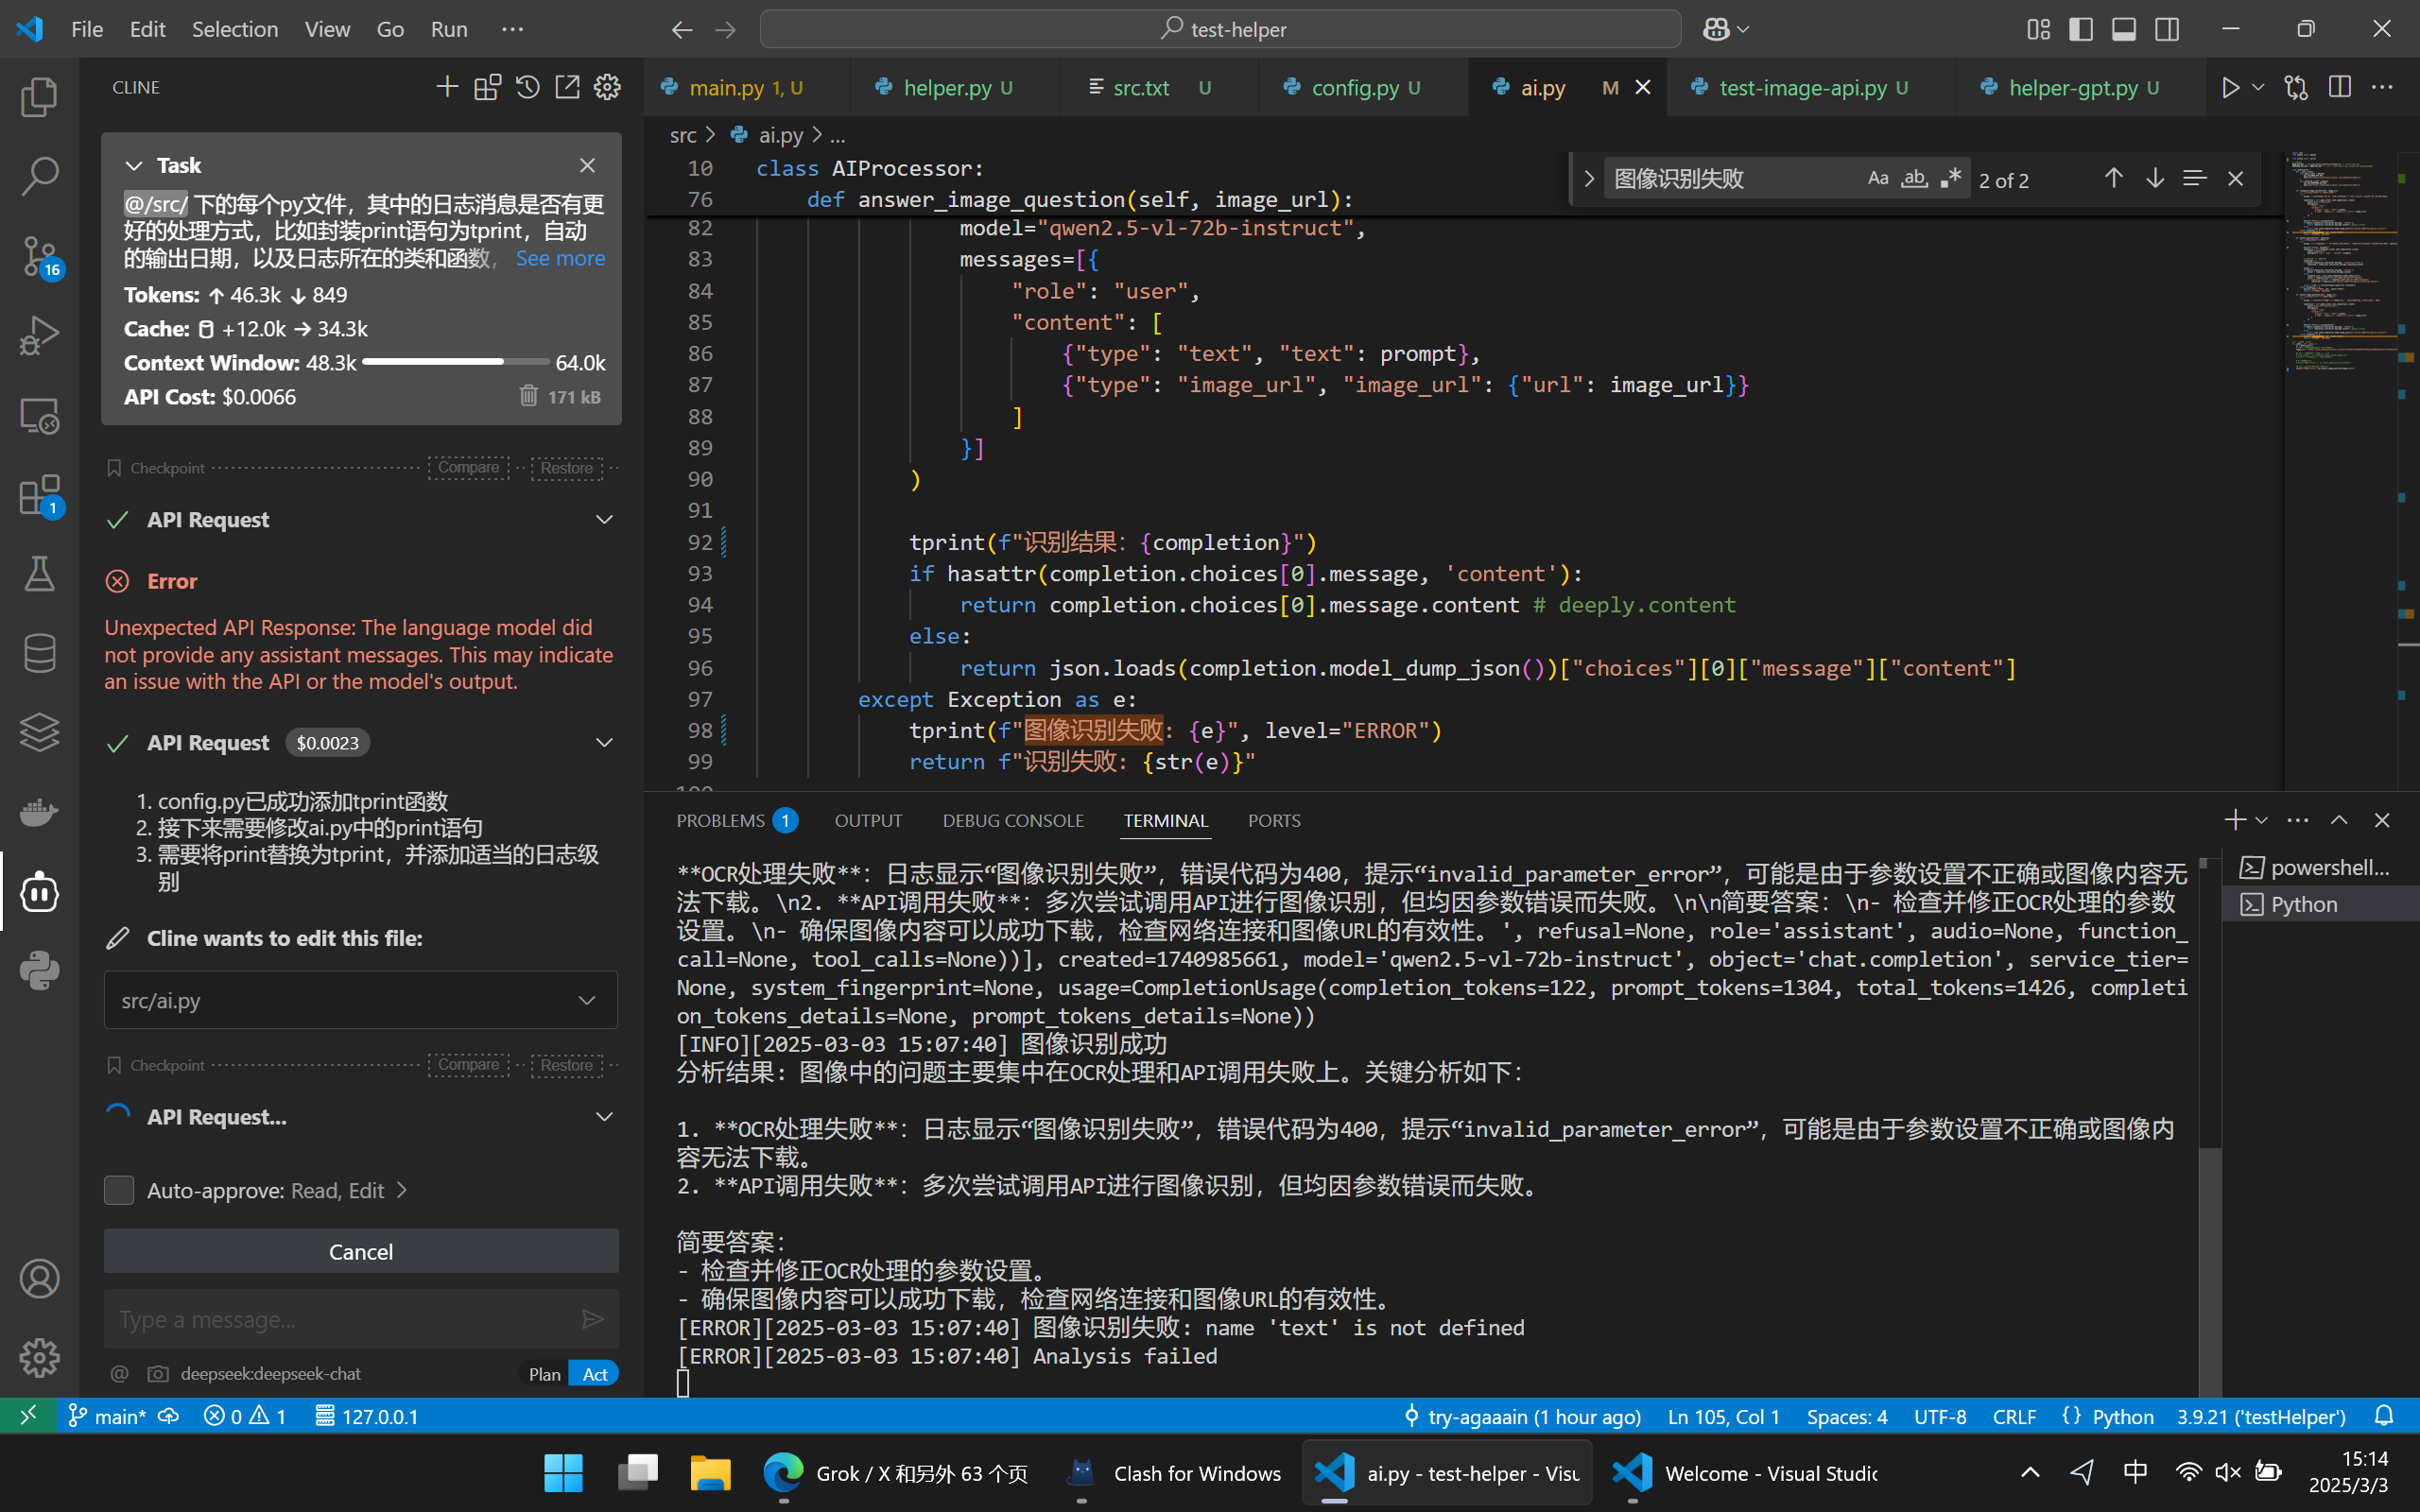 File Edit Selection View Go Run ···
test-helper
CLINE
Task
@/src/ 下的每个py文件，其中的日志消息是否有更
好的处理方式，比如封装print语句为tprint，自动
的输出日期，以及日志所在的类和函数， See more
Tokens: ↑ 46.3k ↓ 849
Cache: +12.0k → 34.3k
Context Window: 48.3k 64.0k
API Cost: $0.0066 171 kB
Checkpoint Compare Restore
API Request
Error
Unexpected API Response: The language model did
not provide any assistant messages. This may indicate
an issue with the API or the model's output.
API Request $0.0023
1. config.py已成功添加tprint函数
2. 接下来需要修改ai.py中的print语句
3. 需要将print替换为tprint，并添加适当的日志级
别
Cline wants to edit this file:
src/ai.py
Checkpoint Compare Restore
API Request...
Auto-approve: Read, Edit
Cancel
Type a message...
@ deepseek:deepseek-chat Plan Act
16
1
main.py 1, U helper.py U src.txt U config.py U ai.py M test-image-api.py U helper-gpt.py U
src > ai.py > ...
图像识别失败 Aa ab 2 of 2
10 class AIProcessor:
76 def answer_image_question(self, image_url):
82 model="qwen2.5-vl-72b-instruct",
83 messages=[{
84 "role": "user",
85 "content": [
86 {"type": "text", "text": prompt},
87 {"type": "image_url", "image_url": {"url": image_url}}
88 ]
89 }]
90 )
91
92 tprint(f"识别结果: {completion}")
93 if hasattr(completion.choices[0].message, 'content'):
94 return completion.choices[0].message.content # deeply.content
95 else:
96 return json.loads(completion.model_dump_json())["choices"][0]["message"]["content"]
97 except Exception as e:
98 tprint(f"图像识别失败: {e}", level="ERROR")
99 return f"识别失败: {str(e)}"
PROBLEMS 1 OUTPUT DEBUG CONSOLE TERMINAL PORTS
**OCR处理失败**：日志显示“图像识别失败”，错误代码为400，提示“invalid_parameter_error”，可能是由于参数设置不正确或图像内容无
法下载。\n2. **API调用失败**：多次尝试调用API进行图像识别，但均因参数错误而失败。\n\n简要答案：\n- 检查并修正OCR处理的参数
设置。\n- 确保图像内容可以成功下载，检查网络连接和图像URL的有效性。', refusal=None, role='assistant', audio=None, function_
call=None, tool_calls=None))], created=1740985661, model='qwen2.5-vl-72b-instruct', object='chat.completion', service_tier=
None, system_fingerprint=None, usage=CompletionUsage(completion_tokens=122, prompt_tokens=1304, total_tokens=1426, completi
on_tokens_details=None, prompt_tokens_details=None))
[INFO][2025-03-03 15:07:40] 图像识别成功
分析结果: 图像中的问题主要集中在OCR处理和API调用失败上。关键分析如下：
1. **OCR处理失败**：日志显示“图像识别失败”，错误代码为400，提示“invalid_parameter_error”，可能是由于参数设置不正确或图像内
容无法下载。
2. **API调用失败**：多次尝试调用API进行图像识别，但均因参数错误而失败。
简要答案：
- 检查并修正OCR处理的参数设置。
- 确保图像内容可以成功下载，检查网络连接和图像URL的有效性。
[ERROR][2025-03-03 15:07:40] 图像识别失败: name 'text' is not defined
[ERROR][2025-03-03 15:07:40] Analysis failed
powershell...
Python
main* 0 1 127.0.0.1 try-agaaain (1 hour ago) Ln 105, Col 1 Spaces: 4 UTF-8 CRLF {} Python 3.9.21 ('testHelper')
Grok / X 和另外 63 个页 Clash for Windows ai.py - test-helper - Visu Welcome - Visual Studic 中 15:14
2025/3/3